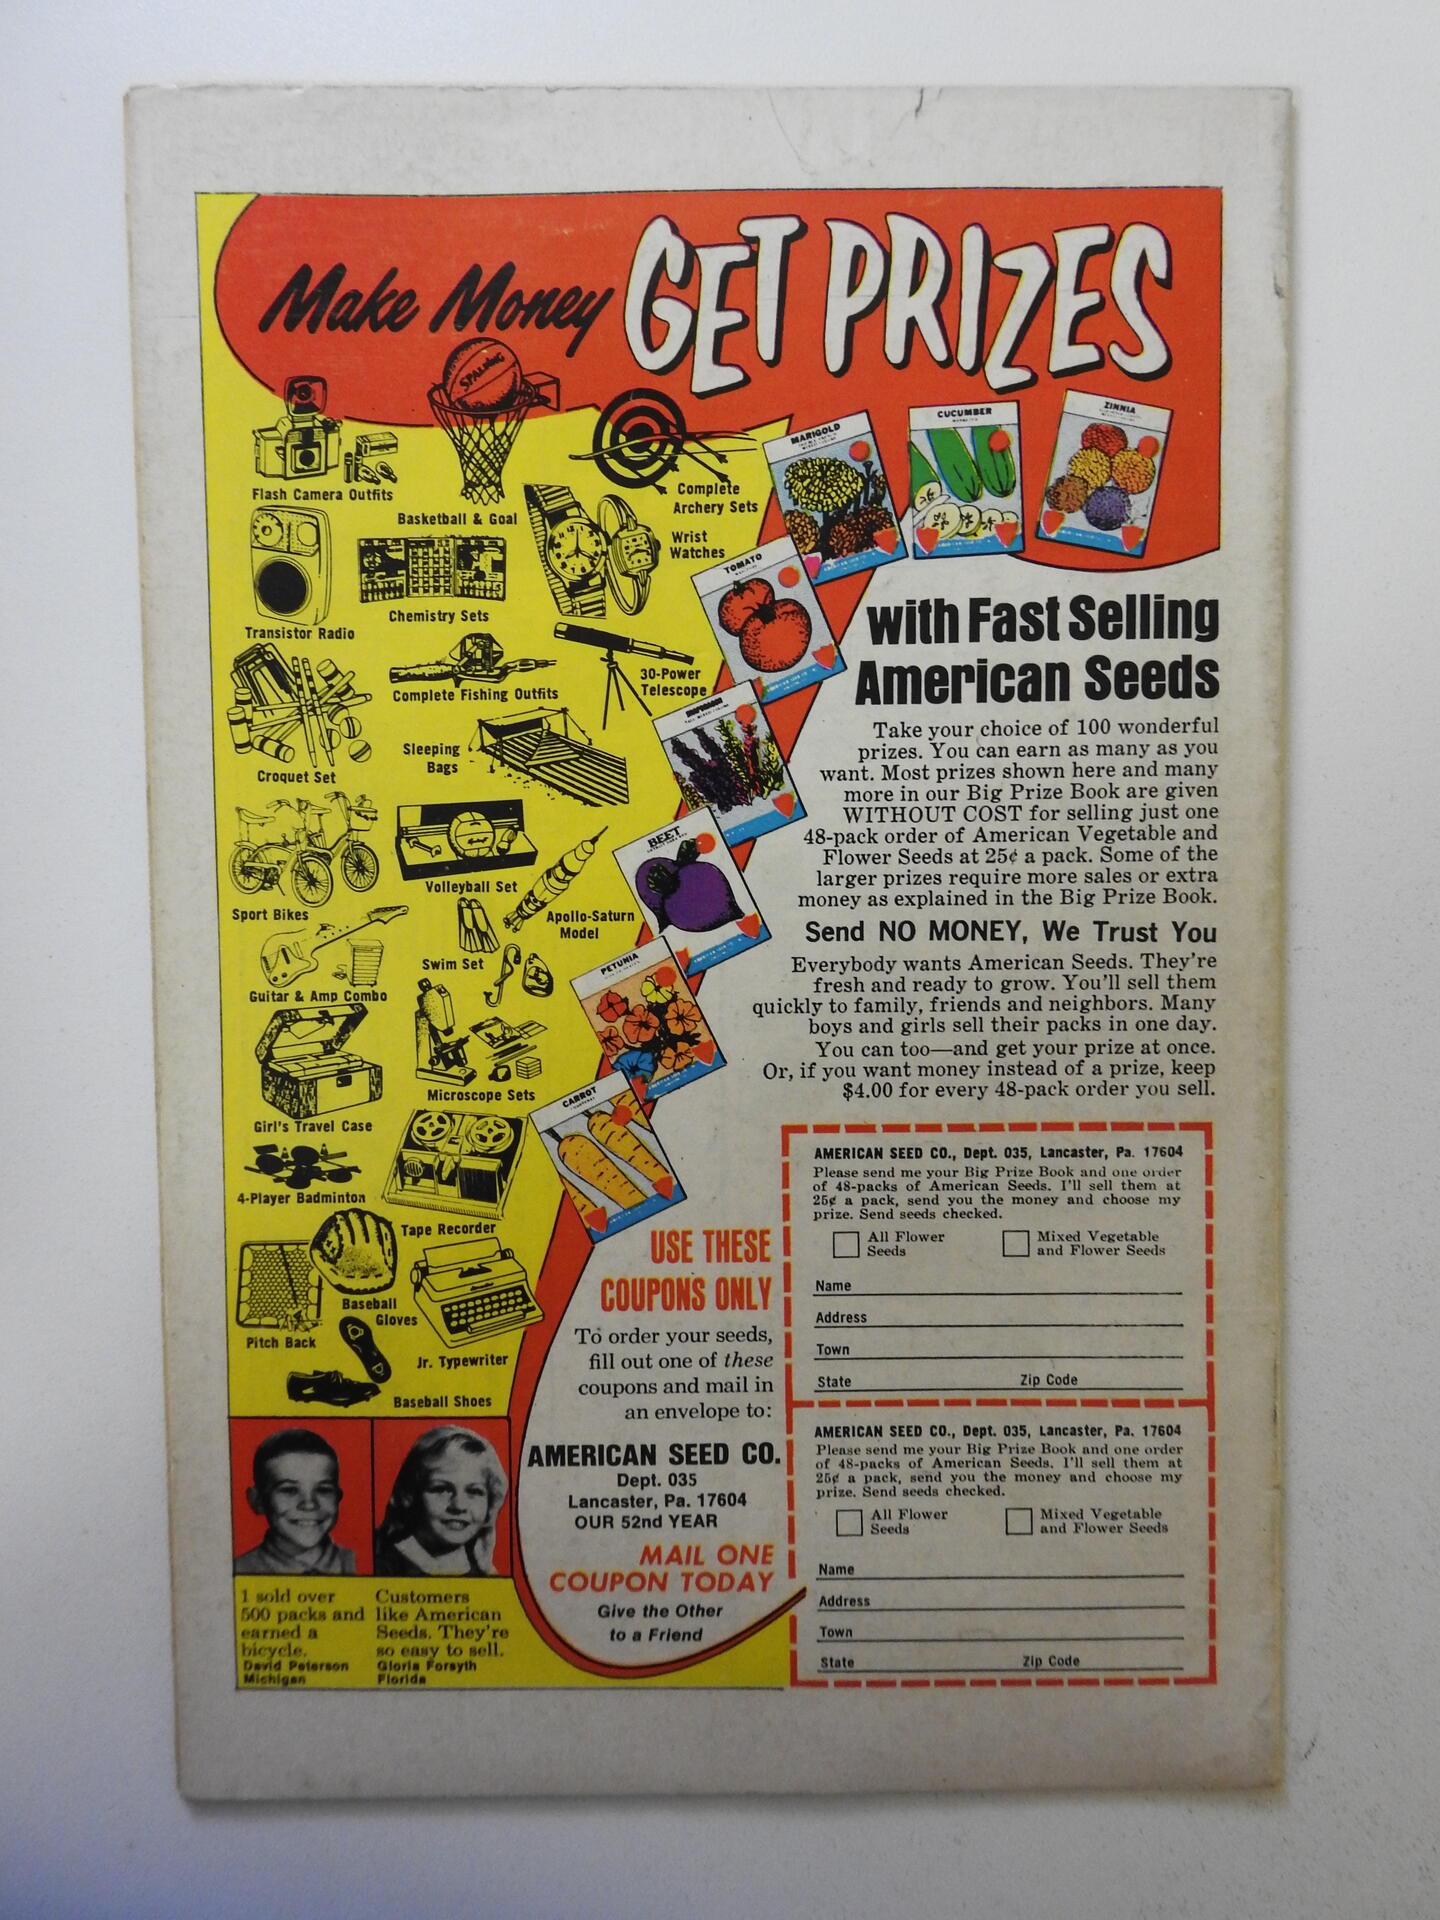 Make Money GET PRIZES
SPALDING
Flash Camera Outfits
Basketball & Goal
Complete
Archery Sets
Wrist
Watches
Transistor Radio
Chemistry Sets
Complete Fishing Outfits
30-Power
Telescope
Croquet Set
Sleeping
Bags
Sport Bikes
Volleyball Set
Apollo-Saturn
Model
Swim Set
Guitar & Amp Combo
Microscope Sets
Girl's Travel Case
4-Player Badminton
Tape Recorder
Baseball
Gloves
Pitch Back
Jr. Typewriter
Baseball Shoes
MARIGOLD
CUCUMBER
ZINNIA
TOMATO
BEET
PETUNIA
CARROT
with Fast Selling
American Seeds
Take your choice of 100 wonderful
prizes. You can earn as many as you
want. Most prizes shown here and many
more in our Big Prize Book are given
WITHOUT COST for selling just one
48-pack order of American Vegetable and
Flower Seeds at 25¢ a pack. Some of the
larger prizes require more sales or extra
money as explained in the Big Prize Book.
Send NO MONEY, We Trust You
Everybody wants American Seeds. They're
fresh and ready to grow. You'll sell them
quickly to family, friends and neighbors. Many
boys and girls sell their packs in one day.
You can too—and get your prize at once.
Or, if you want money instead of a prize, keep
$4.00 for every 48-pack order you sell.
USE THESE
COUPONS ONLY
To order your seeds,
fill out one of these
coupons and mail in
an envelope to:
AMERICAN SEED CO.
Dept. 035
Lancaster, Pa. 17604
OUR 52nd YEAR
MAIL ONE
COUPON TODAY
Give the Other
to a Friend
I sold over
500 packs and
earned a
bicycle.
David Peterson
Michigan
Customers
like American
Seeds. They're
so easy to sell.
Gloria Forsyth
Florida
AMERICAN SEED CO., Dept. 035, Lancaster, Pa. 17604
Please send me your Big Prize Book and one order
of 48-packs of American Seeds. I'll sell them at
25¢ a pack, send you the money and choose my
prize. Send seeds checked.
All Flower
Seeds
Mixed Vegetable
and Flower Seeds
Name
Address
Town
State Zip Code
AMERICAN SEED CO., Dept. 035, Lancaster, Pa. 17604
Please send me your Big Prize Book and one order
of 48-packs of American Seeds. I'll sell them at
25¢ a pack, send you the money and choose my
prize. Send seeds checked.
All Flower
Seeds
Mixed Vegetable
and Flower Seeds
Name
Address
Town
State Zip Code